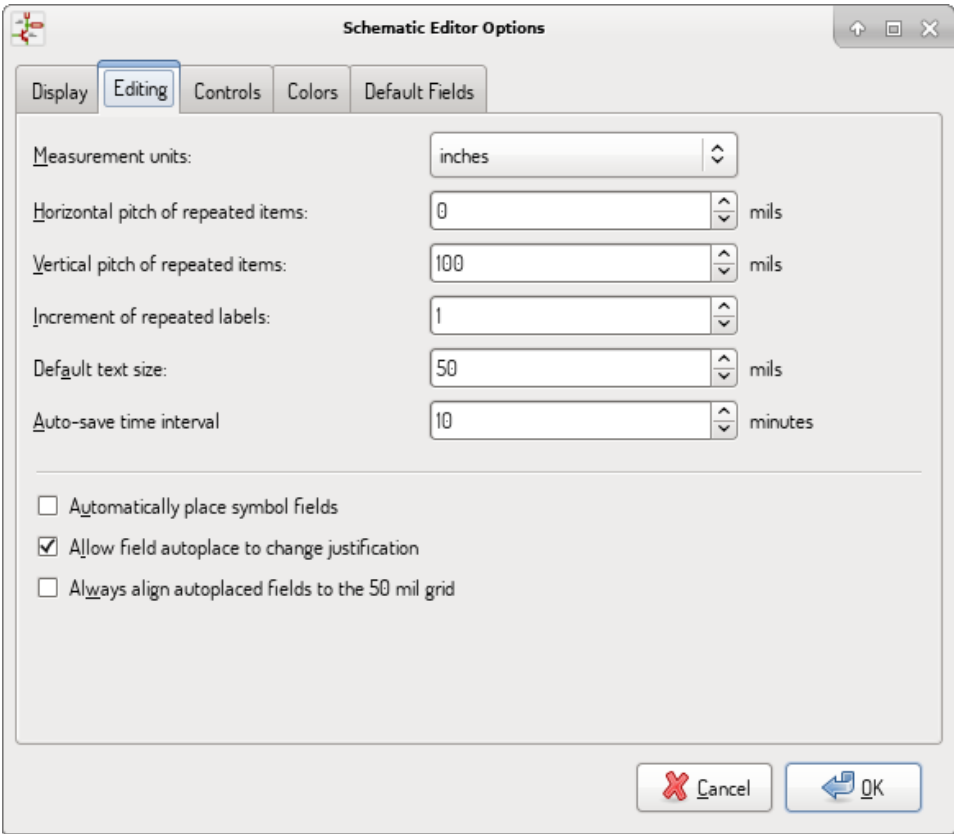 Schematic Editor Options
Display Editing Controls Colors Default Fields
Measurement units: inches
Horizontal pitch of repeated items: 0 mils
Vertical pitch of repeated items: 100 mils
Increment of repeated labels: 1
Default text size: 50 mils
Auto-save time interval 10 minutes
Automatically place symbol fields
Allow field autoplace to change justification
Always align autoplaced fields to the 50 mil grid
Cancel OK